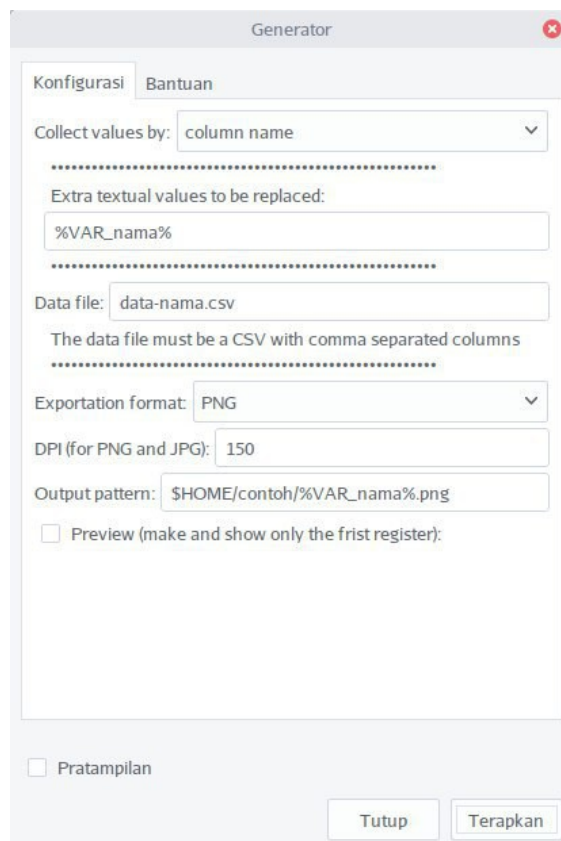 Generator
Konfigurasi Bantuan
Collect values by: column name
Extra textual values to be replaced:
%VAR_nama%
Data file: data-nama.csv
The data file must be a CSV with comma separated columns
Exportation format: PNG
DPI (for PNG and JPG): 150
Output pattern: $HOME/contoh/%VAR_nama%.png
Preview (make and show only the frist register):
Pratampilan
Tutup Terapkan